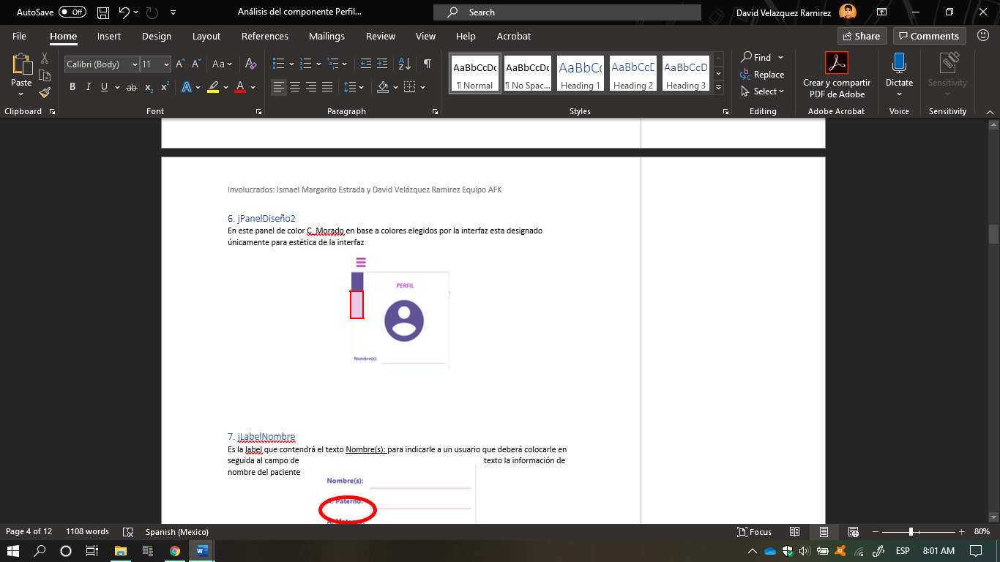 AutoSave Off
Análisis del componente Perfil...
Search
David Velazquez Ramirez
File Home Insert Design Layout References Mailings Review View Help Acrobat
Share Comments
Paste
Clipboard
Calibri (Body) 11
Font
Paragraph
AaBbCcDc AaBbCcDc AaBbCc AaBbCcD AaBbCcD
¶ Normal ¶ No Spac... Heading 1 Heading 2 Heading 3
Styles
Find
Replace
Select
Editing
Crear y compartir
PDF de Adobe
Adobe Acrobat
Dictate
Voice
Sensitivity
Sensitivity
Involucrados: Ismael Margarito Estrada y David Velázquez Ramirez Equipo AFK
6. jPanelDiseño2
En este panel de color C_Morado en base a colores elegidos por la interfaz esta designado
únicamente para estética de la interfaz
PERFIL
Nombre(s):
7. jLabelNombre
Es la label que contendrá el texto Nombre(s): para indicarle a un usuario que deberá colocarle en
seguida al campo de texto la información de
nombre del paciente
Nombre(s):
Paterno:
Page 4 of 12 1108 words Spanish (Mexico) Focus 80%
ESP 8:01 AM